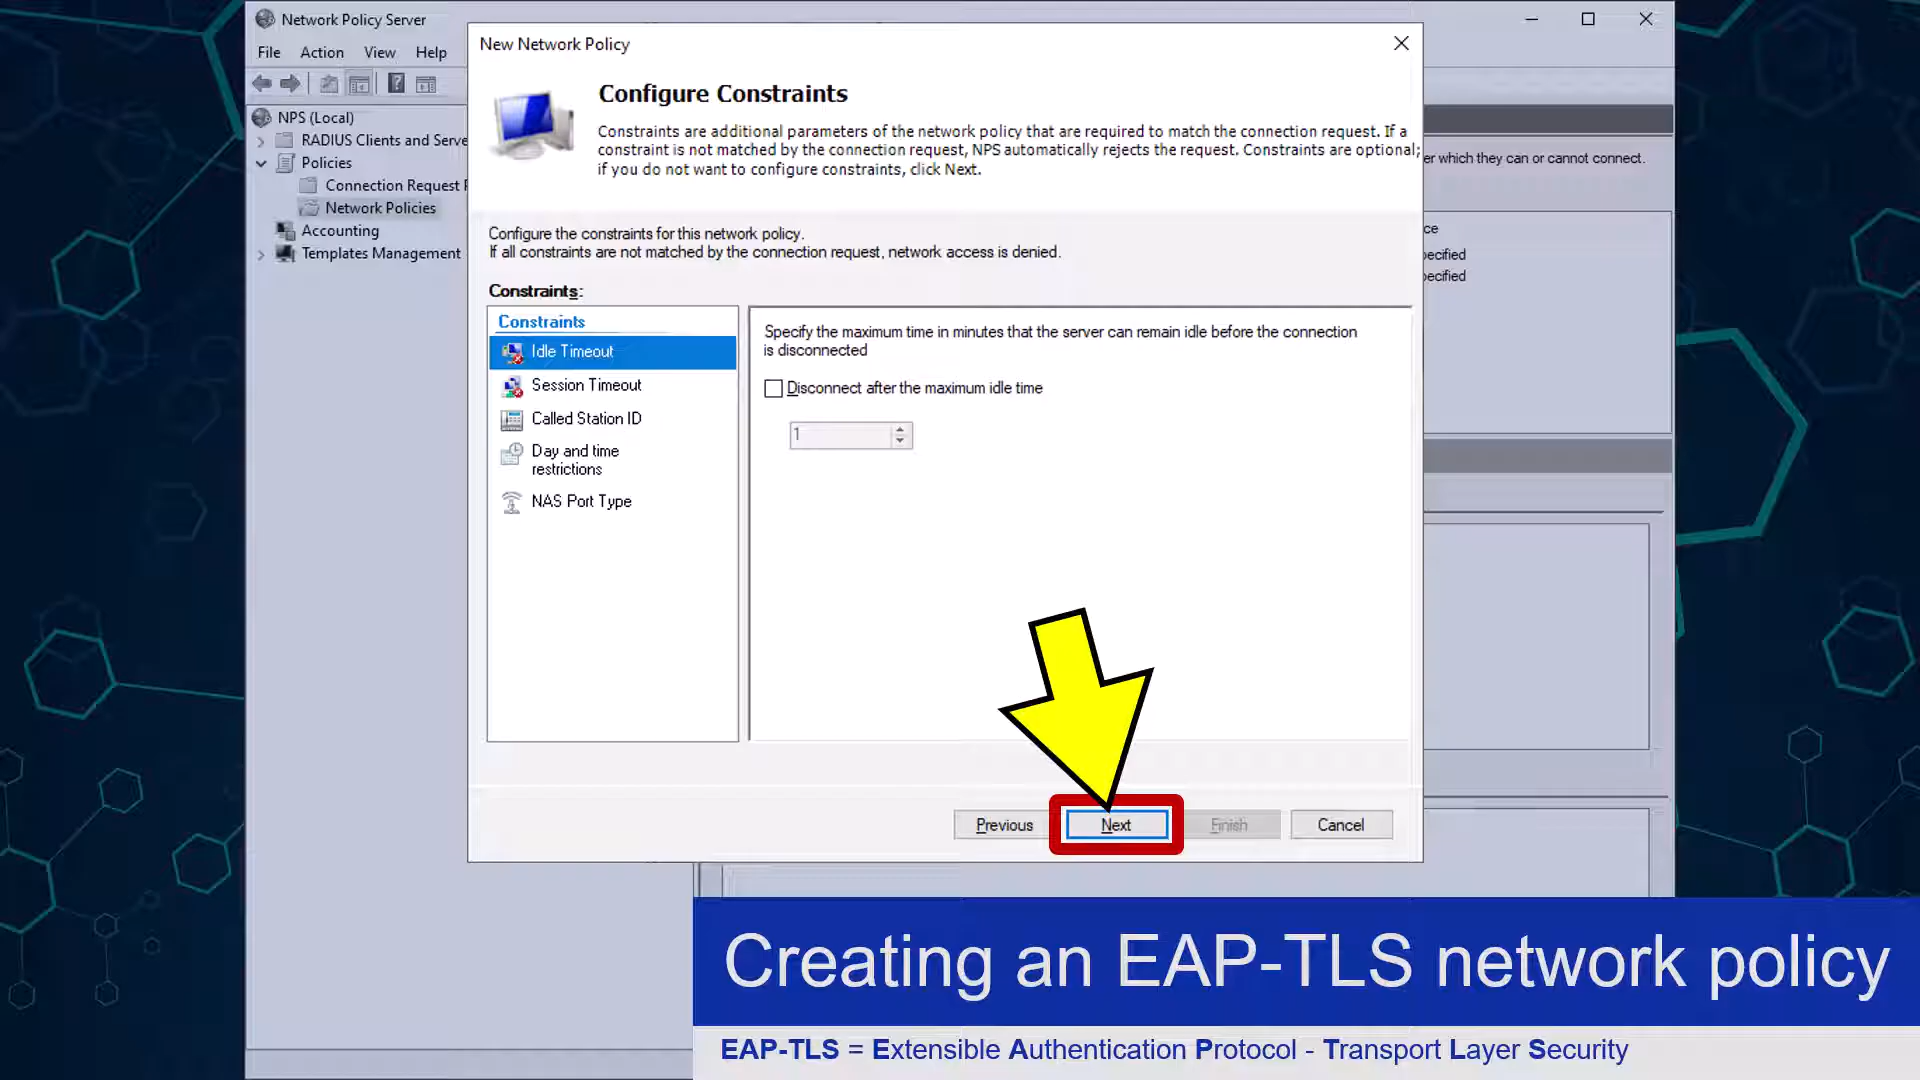 Network Policy Server
File Action View Help
NPS (Local)
RADIUS Clients and Serve
Policies
Connection Request
Network Policies
Accounting
Templates Management
New Network Policy
Configure Constraints
Constraints are additional parameters of the network policy that are required to match the connection request. If a
constraint is not matched by the connection request, NPS automatically rejects the request. Constraints are optional;
if you do not want to configure constraints, click Next.
Configure the constraints for this network policy.
If all constraints are not matched by the connection request, network access is denied.
Constraints:
Constraints
Idle Timeout
Session Timeout
Called Station ID
Day and time
restrictions
NAS Port Type
Specify the maximum time in minutes that the server can remain idle before the connection
is disconnected
Disconnect after the maximum idle time
1
Previous
Next
Finish
Cancel
er which they can or cannot connect.
ce
ecified
ecified
Creating an EAP-TLS network policy
EAP-TLS = Extensible Authentication Protocol - Transport Layer Security